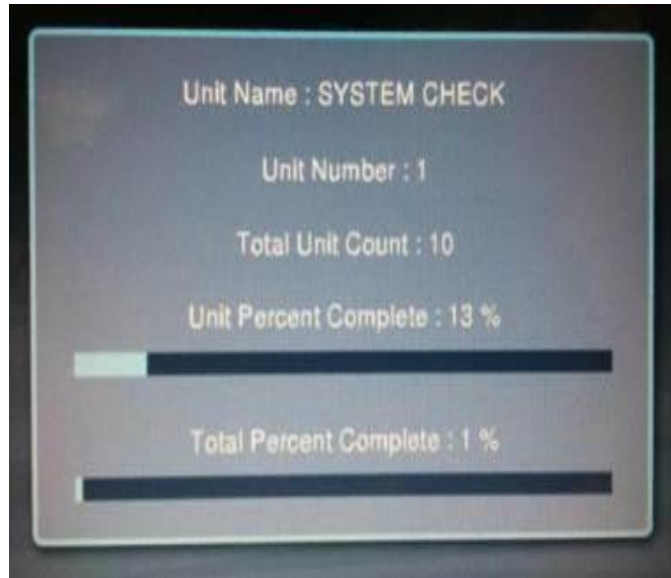 Unit Name : SYSTEM CHECK
Unit Number : 1
Total Unit Count : 10
Unit Percent Complete : 13 %
Total Percent Complete : 1 %